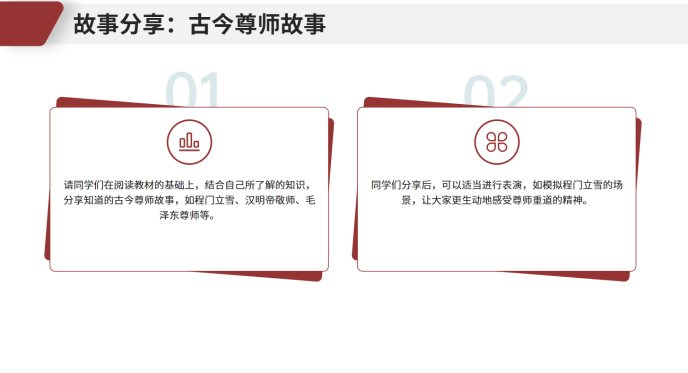 故事分享：古今尊师故事
01
请同学们在阅读教材的基础上，结合自己所了解的知识，
分享知道的古今尊师故事，如程门立雪、汉明帝敬师、毛
泽东尊师等。
02
同学们分享后，可以适当进行表演，如模拟程门立雪的场
景，让大家更生动地感受尊师重道的精神。